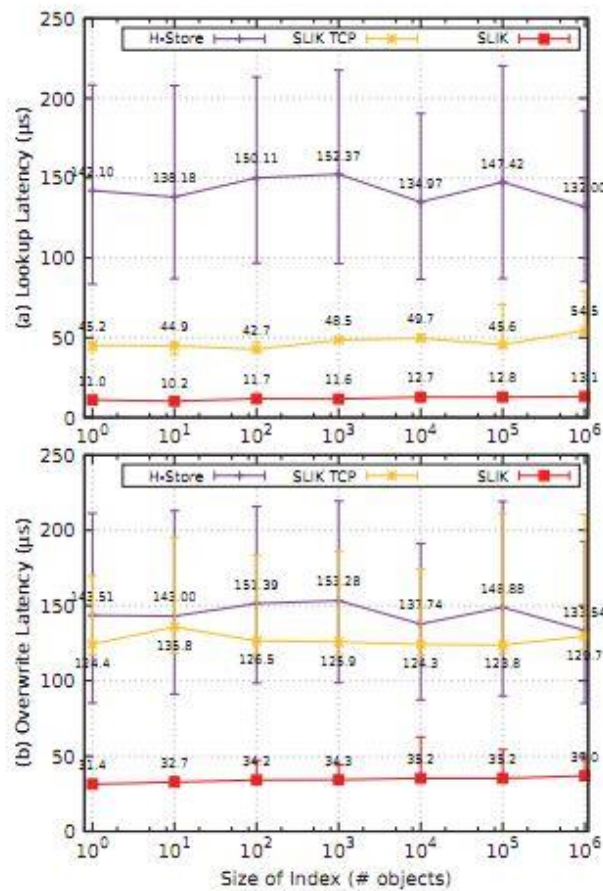 H-Store SLIK TCP SLIK
250
200
150
100
50
0
(a) Lookup Latency (µs)
142.10 138.18 150.11 152.37 134.97 147.42 132.00
45.2 44.9 42.7 48.5 49.7 45.6 54.5
11.0 10.2 11.7 11.6 12.7 12.8 13.1
10^0 10^1 10^2 10^3 10^4 10^5 10^6
H-Store SLIK TCP SLIK
250
200
150
100
50
0
(b) Overwrite Latency (µs)
143.51 143.00 151.39 153.28 137.74 148.88 133.54
124.4 135.8 126.5 125.9 124.3 123.8
31.4 32.7 34.2 34.3 35.2 35.2
10^0 10^1 10^2 10^3 10^4 10^5 10^6
Size of Index (# objects)